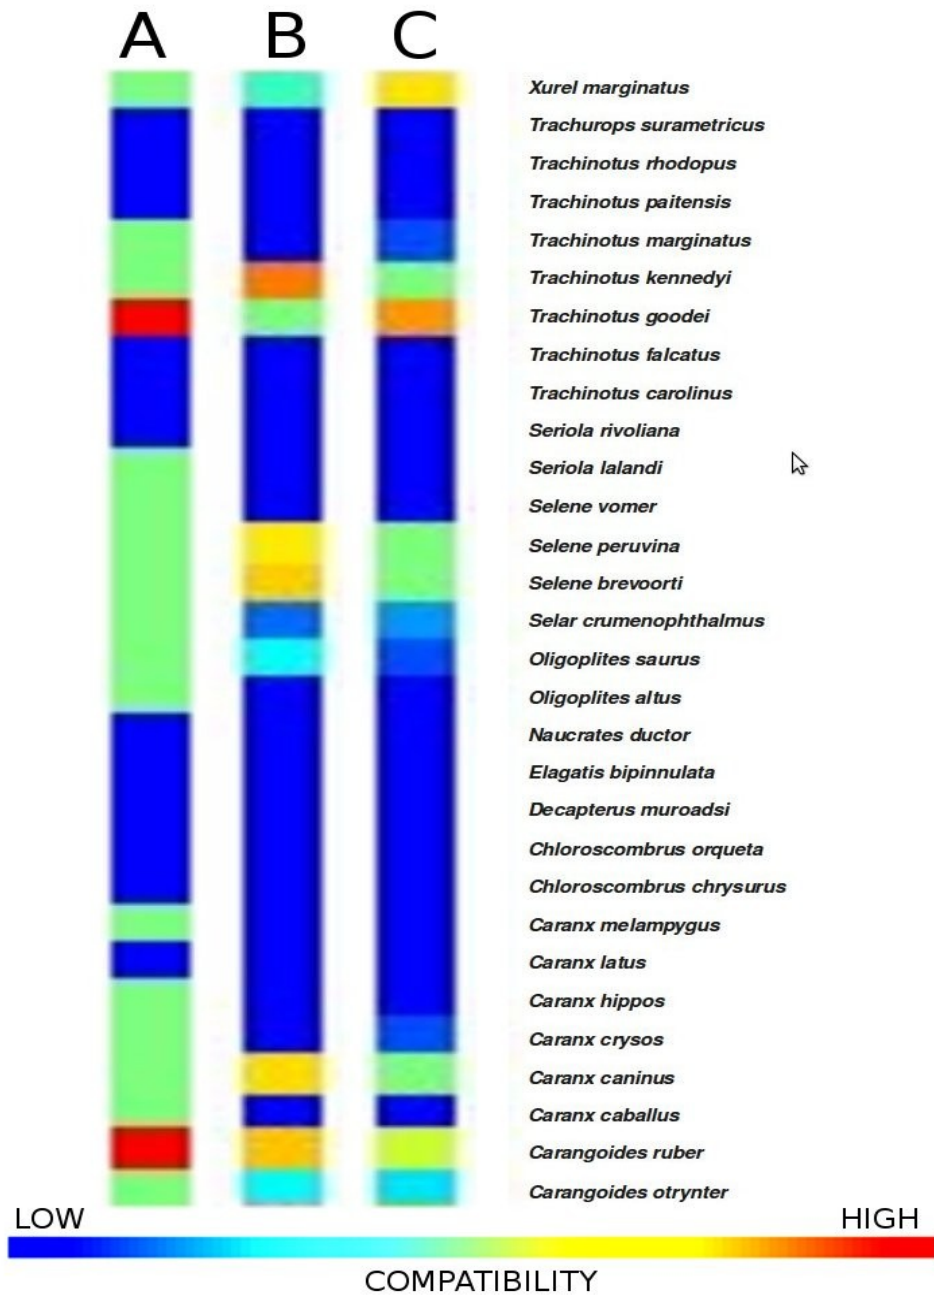 A B C
Xurel marginatus
Trachurops surametricus
Trachinotus rhodopus
Trachinotus paitensis
Trachinotus marginatus
Trachinotus kennedyi
Trachinotus goodei
Trachinotus falcatus
Trachinotus carolinus
Seriola rivoliana
Seriola lalandi
Selene vomer
Selene peruvina
Selene brevoorti
Selar crumenophthalmus
Oligoplites saurus
Oligoplites altus
Naucrates ductor
Elagatis bipinnulata
Decapterus muroadsi
Chloroscombrus orqueta
Chloroscombrus chrysurus
Caranx melampygus
Caranx latus
Caranx hippos
Caranx crysos
Caranx caninus
Caranx caballus
Carangoides ruber
Carangoides otrynter
LOW HIGH
COMPATIBILITY